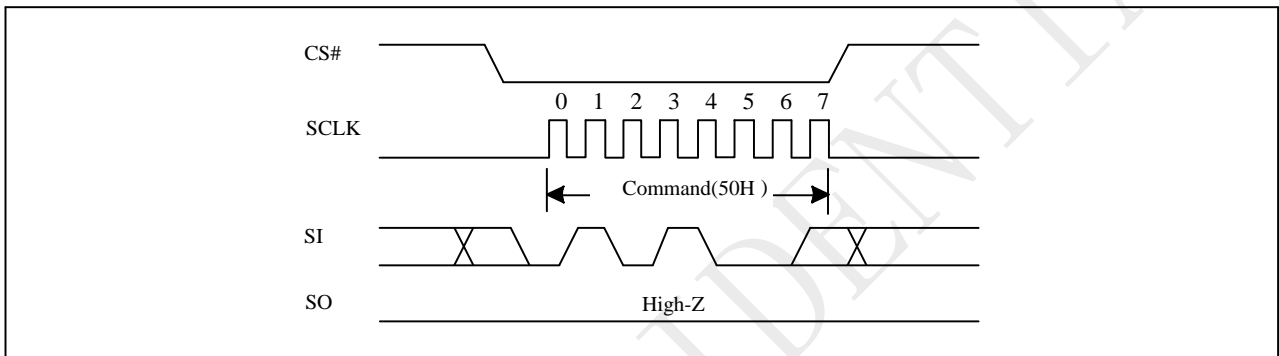 CS#
0 1 2 3 4 5 6 7
SCLK
Command(50H )
SI
SO High-Z